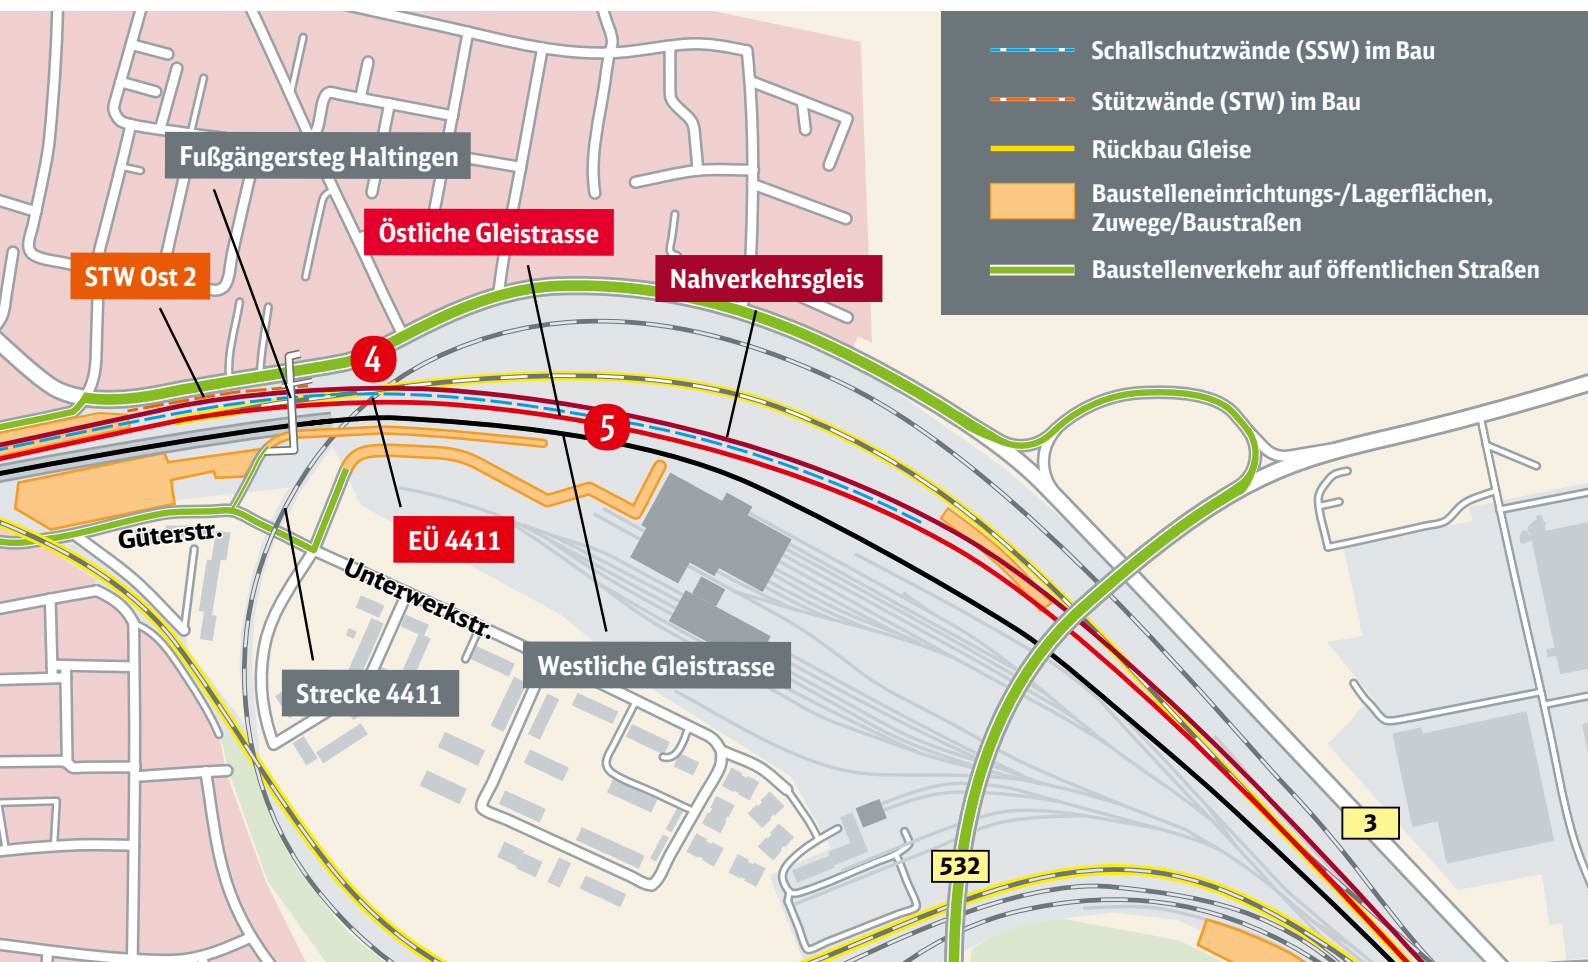 Schallschutzwände (SSW) im Bau
Stützwände (STW) im Bau
Rückbau Gleise
Baustelleneinrichtungs-/Lagerflächen,
Zuwege/Baustraßen
Baustellenverkehr auf öffentlichen Straßen
Fußgängersteg Haltingen
Östliche Gleistrasse
STW Ost 2
Nahverkehrsgleis
4
5
EÜ 4411
Güterstr.
Unterwerkstr.
Westliche Gleistrasse
Strecke 4411
3
532